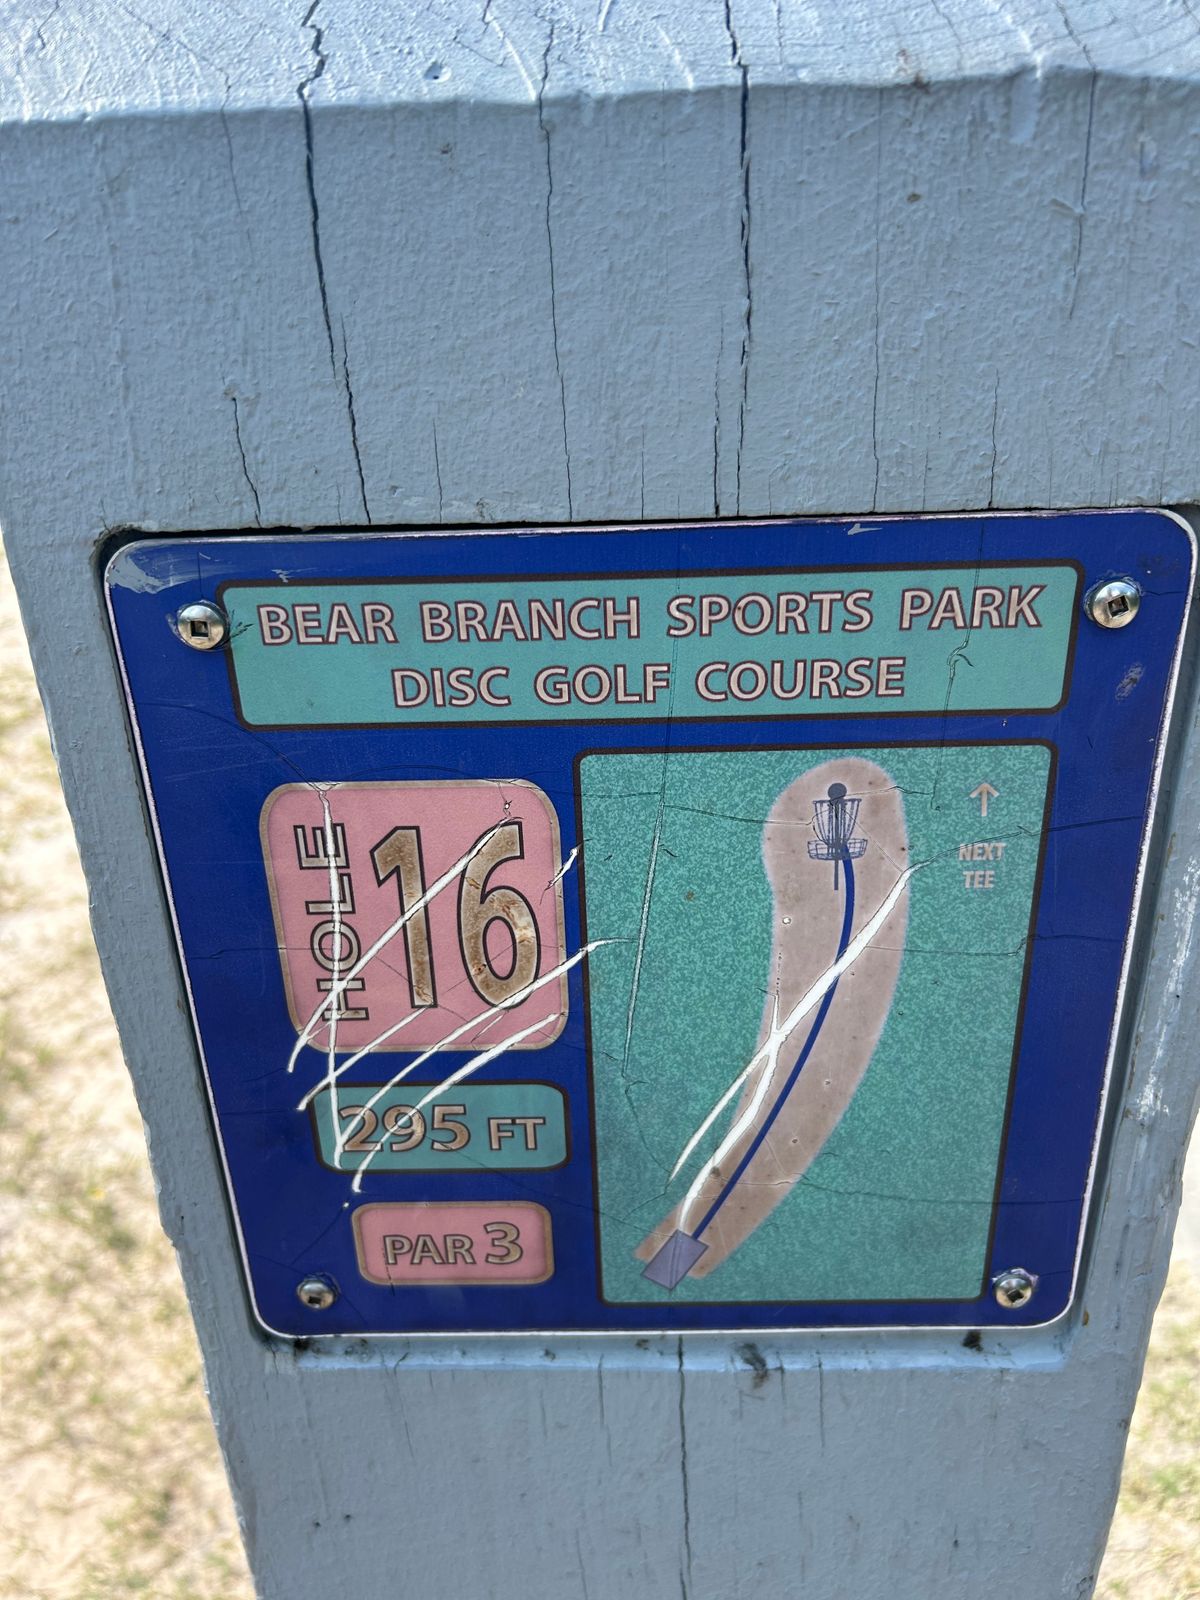 BEAR BRANCH SPORTS PARK
DISC GOLF COURSE
HOLE
16
295 FT
PAR 3
NEXT
TEE